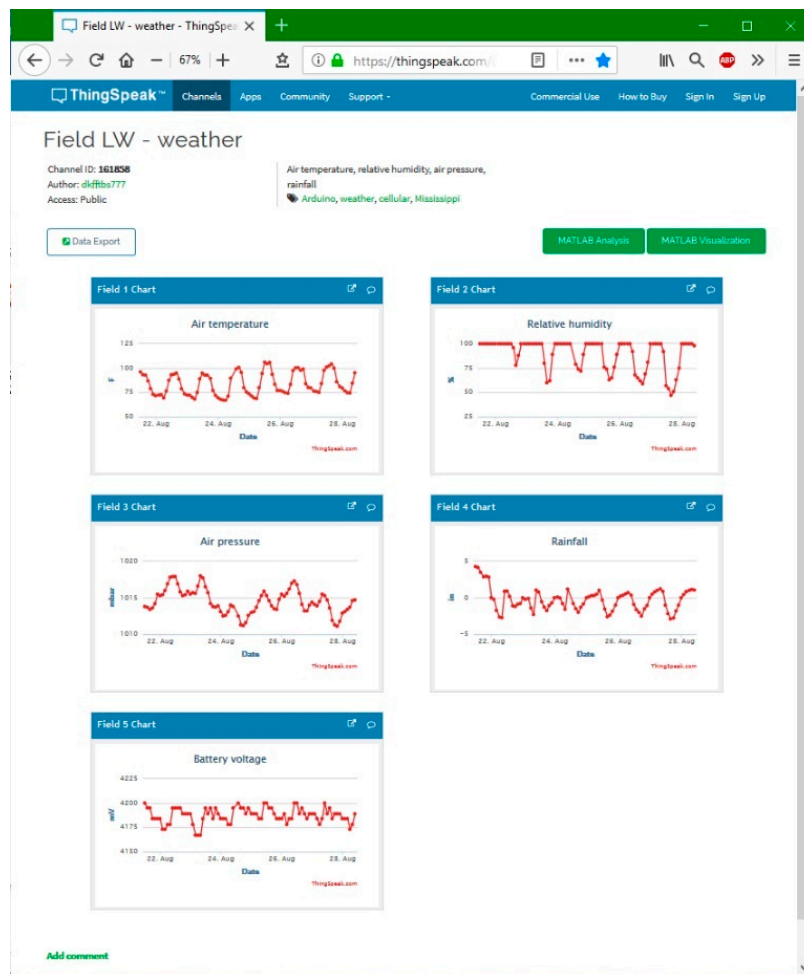 Field LW - weather - ThingSpea
67%
https://thingspeak.com/
ABP
ThingSpeak™ Channels Apps Community Support Commercial Use How to Buy Sign In Sign Up
Field LW - weather
Channel ID: 161858
Author: dkfftbs777
Access: Public
Air temperature, relative humidity, air pressure,
rainfall
Arduino, weather, cellular, Mississippi
Data Export
MATLAB Analysis MATLAB Visualization
Field 1 Chart
Air temperature
125
100
75
50
F
22. Aug 24. Aug 26. Aug 28. Aug
Date
ThingSpeak.com
Field 2 Chart
Relative humidity
100
75
50
25
%
22. Aug 24. Aug 26. Aug 28. Aug
Date
ThingSpeak.com
Field 3 Chart
Air pressure
1020
1015
1010
mbar
22. Aug 24. Aug 26. Aug 28. Aug
Date
ThingSpeak.com
Field 4 Chart
Rainfall
5
0
-5
in
22. Aug 24. Aug 26. Aug 28. Aug
Date
ThingSpeak.com
Field 5 Chart
Battery voltage
4225
4200
4175
4150
mV
22. Aug 24. Aug 26. Aug 28. Aug
Date
ThingSpeak.com
Add comment